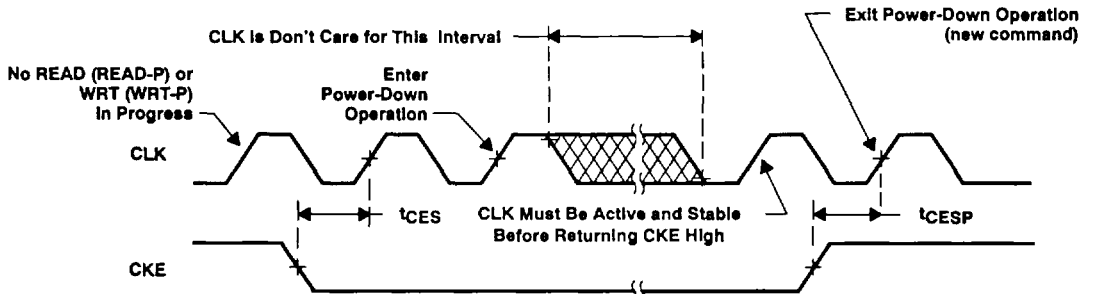 Exit Power-Down Operation
(new command)
CLK is Don't Care for This Interval
No READ (READ-P) or
WRT (WRT-P)
In Progress
Enter
Power-Down
Operation
CLK
tCES
CLK Must Be Active and Stable
Before Returning CKE High
tCESP
CKE